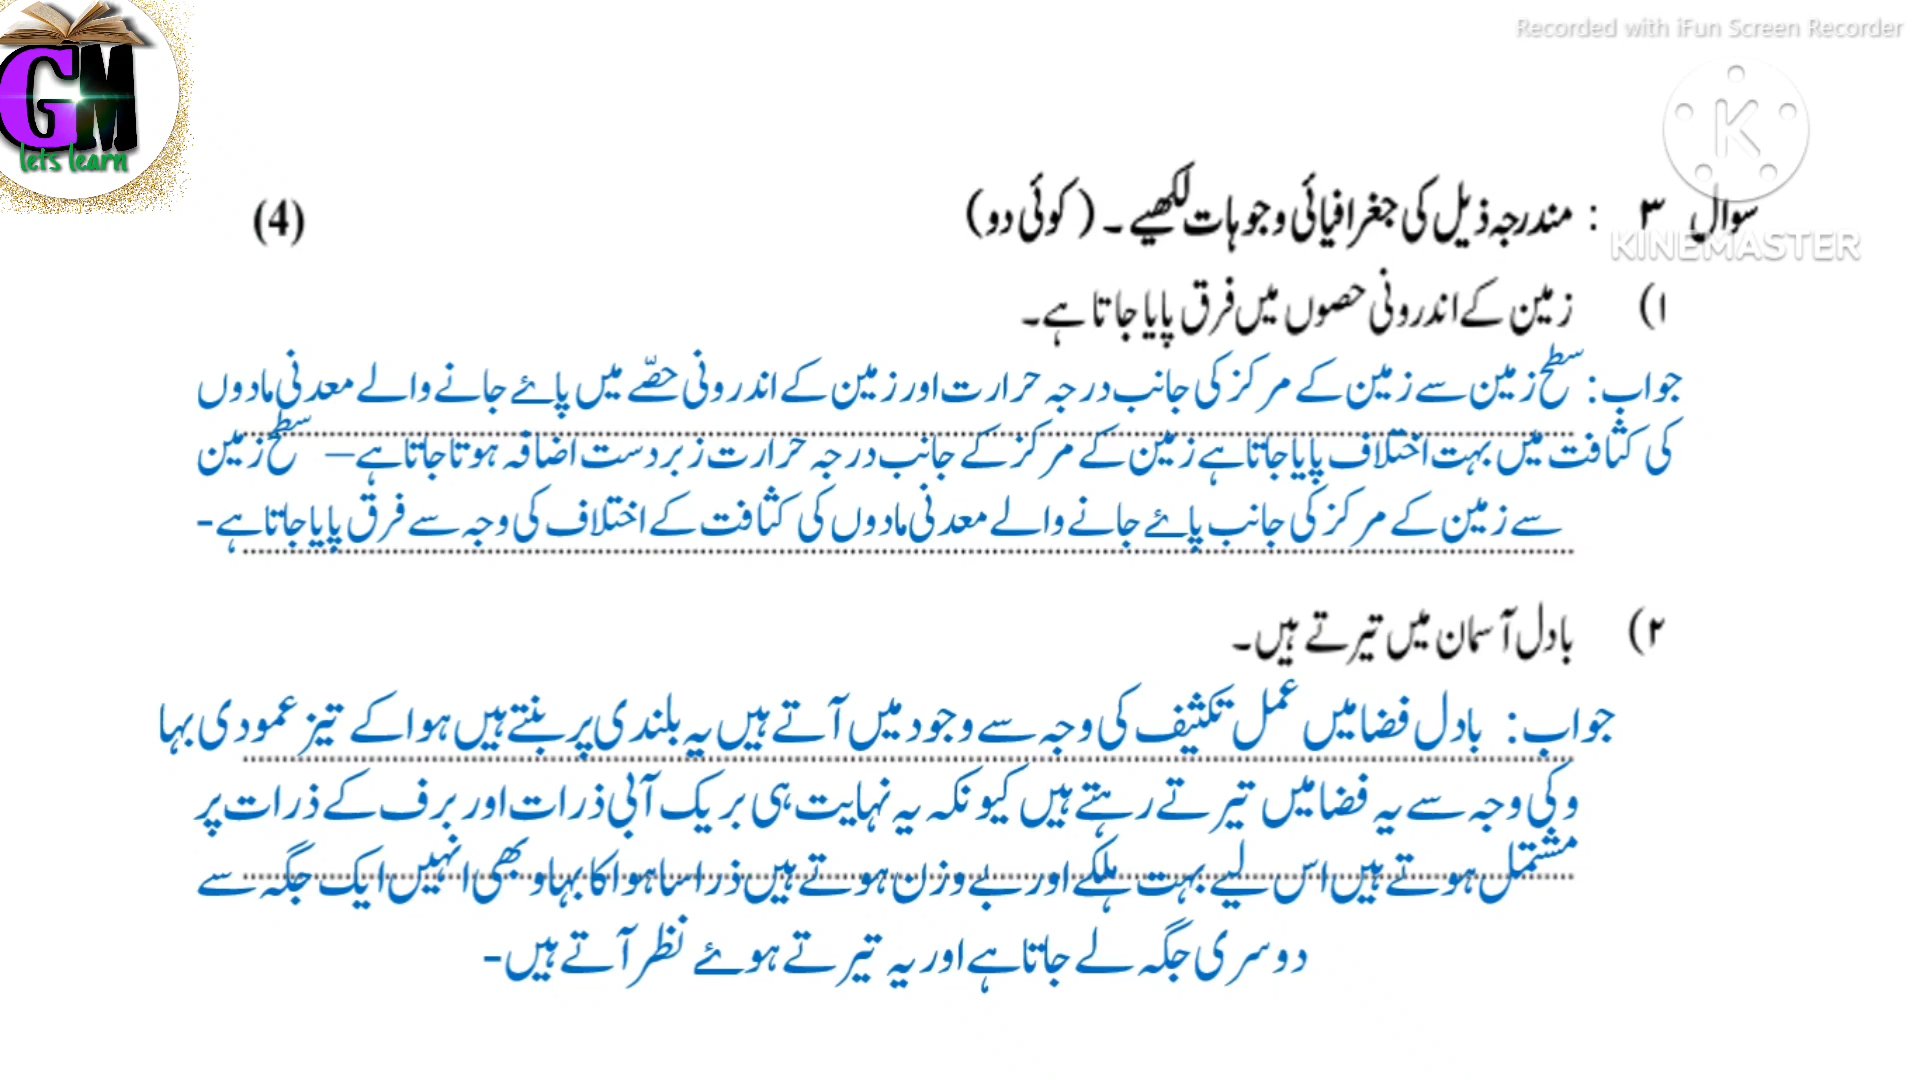 Recorded with iFun Screen Recorder
GM
lets learn
K
KINEMASTER
سوال ۳ : مندرجہ ذیل کی جغرافیائی وجوہات لکھیے۔ (کوئی دو) (4)
۱) زمین کے اندرونی حصوں میں فرق پایا جاتا ہے۔
جواب: سطح زمین سے زمین کے مرکز کی جانب درجہ حرارت اور زمین کے اندرونی حصّے میں پائے جانے والے معدنی مادوں
کی کثافت میں بہت اختلاف پایا جاتا ہے زمین کے مرکز کے جانب درجہ حرارت زبردست اضافہ ہوتا جاتا ہے – سطح زمین
سے زمین کے مرکز کی جانب پائے جانے والے معدنی مادوں کی کثافت کے اختلاف کی وجہ سے فرق پایا جاتا ہے-
۲) بادل آسمان میں تیرتے ہیں۔
جواب: بادل فضا میں عمل تکثیف کی وجہ سے وجود میں آتے ہیں یہ بلندی پر بنتے ہیں ہوا کے تیز عمودی بہا
و کی وجہ سے یہ فضا میں تیرتے رہتے ہیں کیونکہ یہ نہایت ہی بریک آبی ذرات اور برف کے ذرات پر
مشتمل ہوتے ہیں اس لیے بہت ہلکے اور بے وزن ہوتے ہیں ذرا سا ہوا کا بہاو بھی انہیں ایک جگہ سے
دوسری جگہ لے جاتا ہے اور یہ تیرتے ہوئے نظر آتے ہیں-